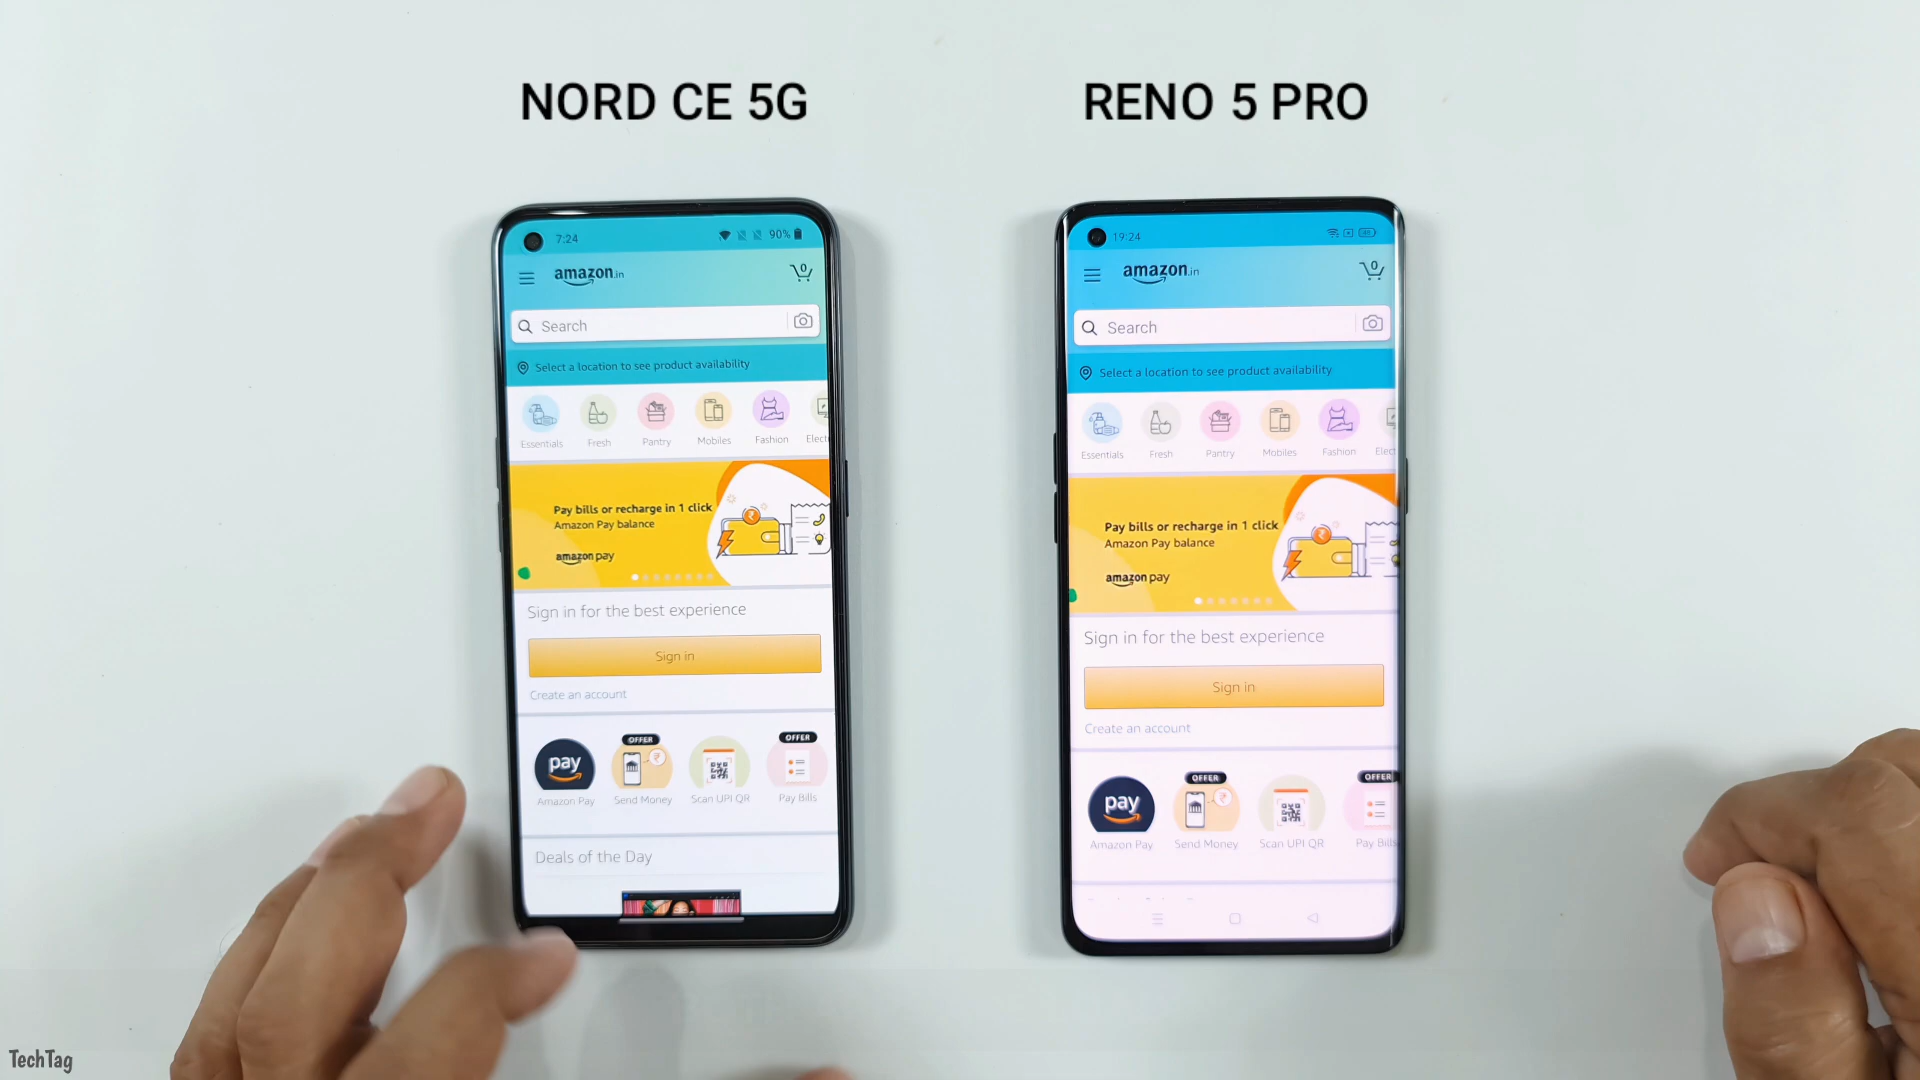 NORD CE 5G
RENO 5 PRO
7:24
90%
amazon.in
0
Search
Select a location to see product availability
Essentials
Fresh
Pantry
Mobiles
Fashion
Elect
Pay bills or recharge in 1 click
Amazon Pay balance
amazon pay
Sign in for the best experience
Sign in
Create an account
OFFER
OFFER
pay
Amazon Pay
Send Money
Scan UPI QR
Pay Bills
Deals of the Day
19:24
amazon.in
0
Search
Select a location to see product availability
Essentials
Fresh
Pantry
Mobiles
Fashion
Elect
Pay bills or recharge in 1 click
Amazon Pay balance
amazon pay
Sign in for the best experience
Sign in
Create an account
OFFER
OFFER
pay
Amazon Pay
Send Money
Scan UPI QR
Pay Bills
TechTag